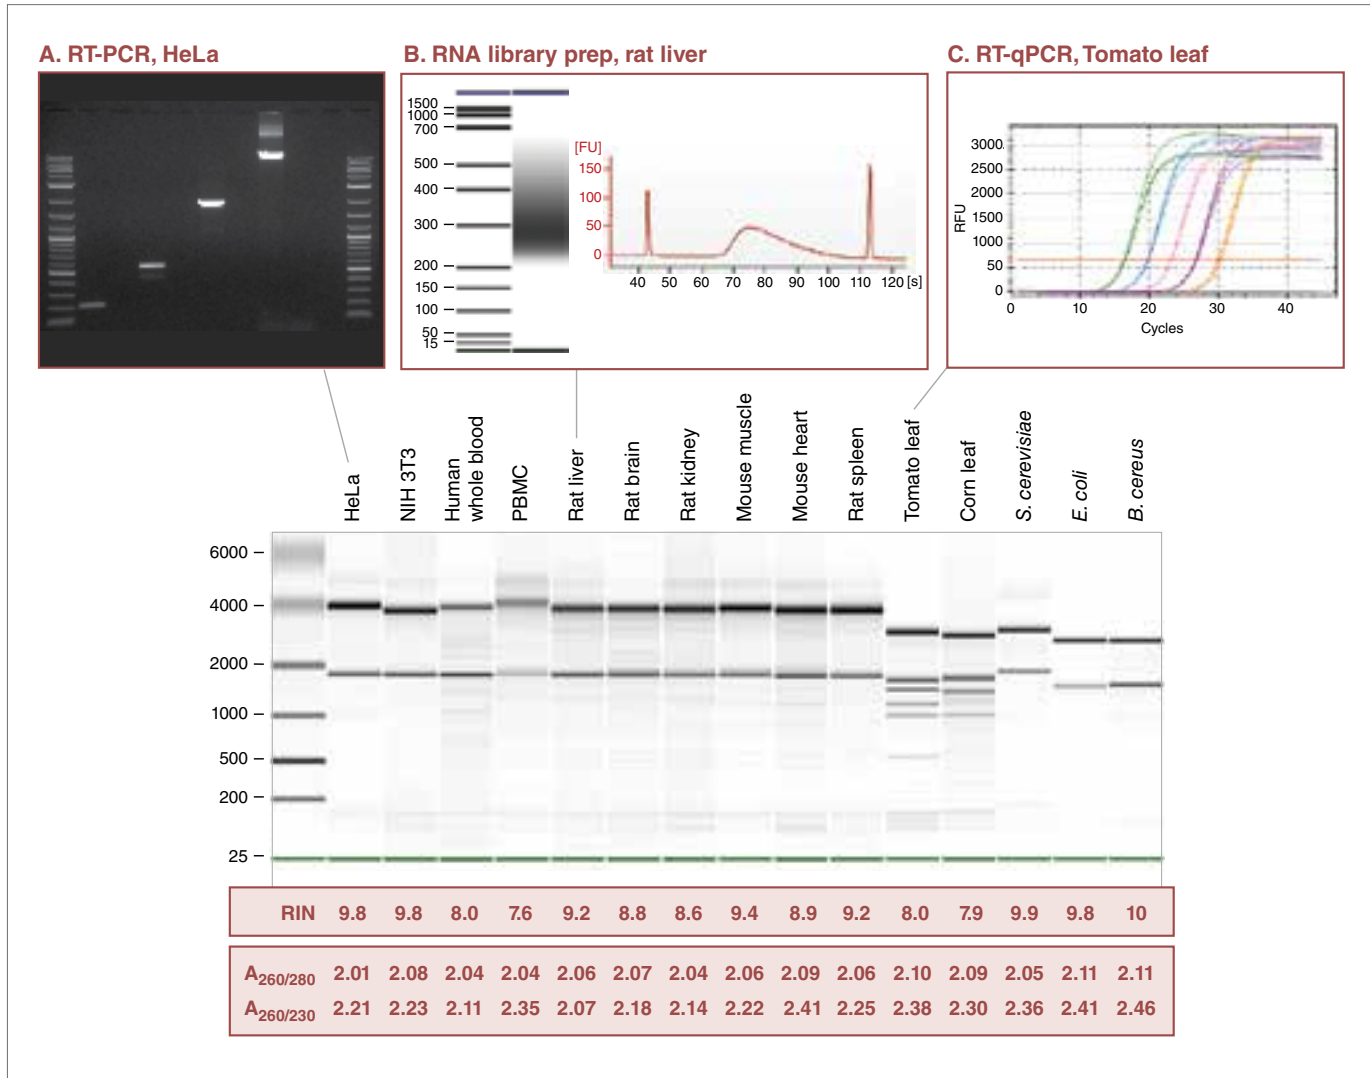 A. RT-PCR, HeLa
B. RNA library prep, rat liver
C. RT-qPCR, Tomato leaf
1500
1000
700
500
400
300
200
150
100
50
15
[FU]
150
100
50
0
40 50 60 70 80 90 100 110 120 [s]
RFU
3000
2500
2000
1500
1000
50
0
0 10 20 30 40
Cycles
HeLa
NIH 3T3
Human
whole blood
PBMC
Rat liver
Rat brain
Rat kidney
Mouse muscle
Mouse heart
Rat spleen
Tomato leaf
Corn leaf
S. cerevisiae
E. coli
B. cereus
6000
4000
2000
1000
500
200
25
RIN 9.8 9.8 8.0 7.6 9.2 8.8 8.6 9.4 8.9 9.2 8.0 7.9 9.9 9.8 10
A260/280 2.01 2.08 2.04 2.04 2.06 2.07 2.04 2.06 2.09 2.06 2.10 2.09 2.05 2.11 2.11
A260/230 2.21 2.23 2.11 2.35 2.07 2.18 2.14 2.22 2.41 2.25 2.38 2.30 2.36 2.41 2.46